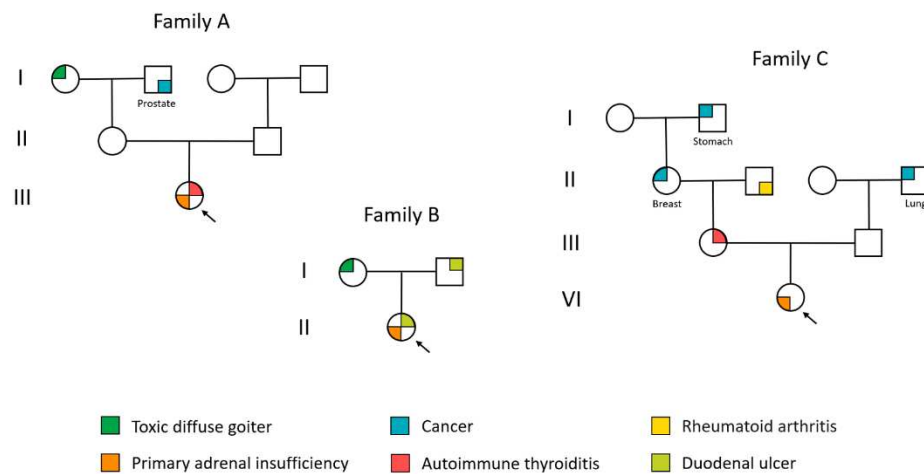 Family A
I
Prostate
II
III
Family B
I
II
Family C
I
Stomach
II
Breast
Lung
III
VI
Toxic diffuse goiter
Cancer
Rheumatoid arthritis
Primary adrenal insufficiency
Autoimmune thyroiditis
Duodenal ulcer